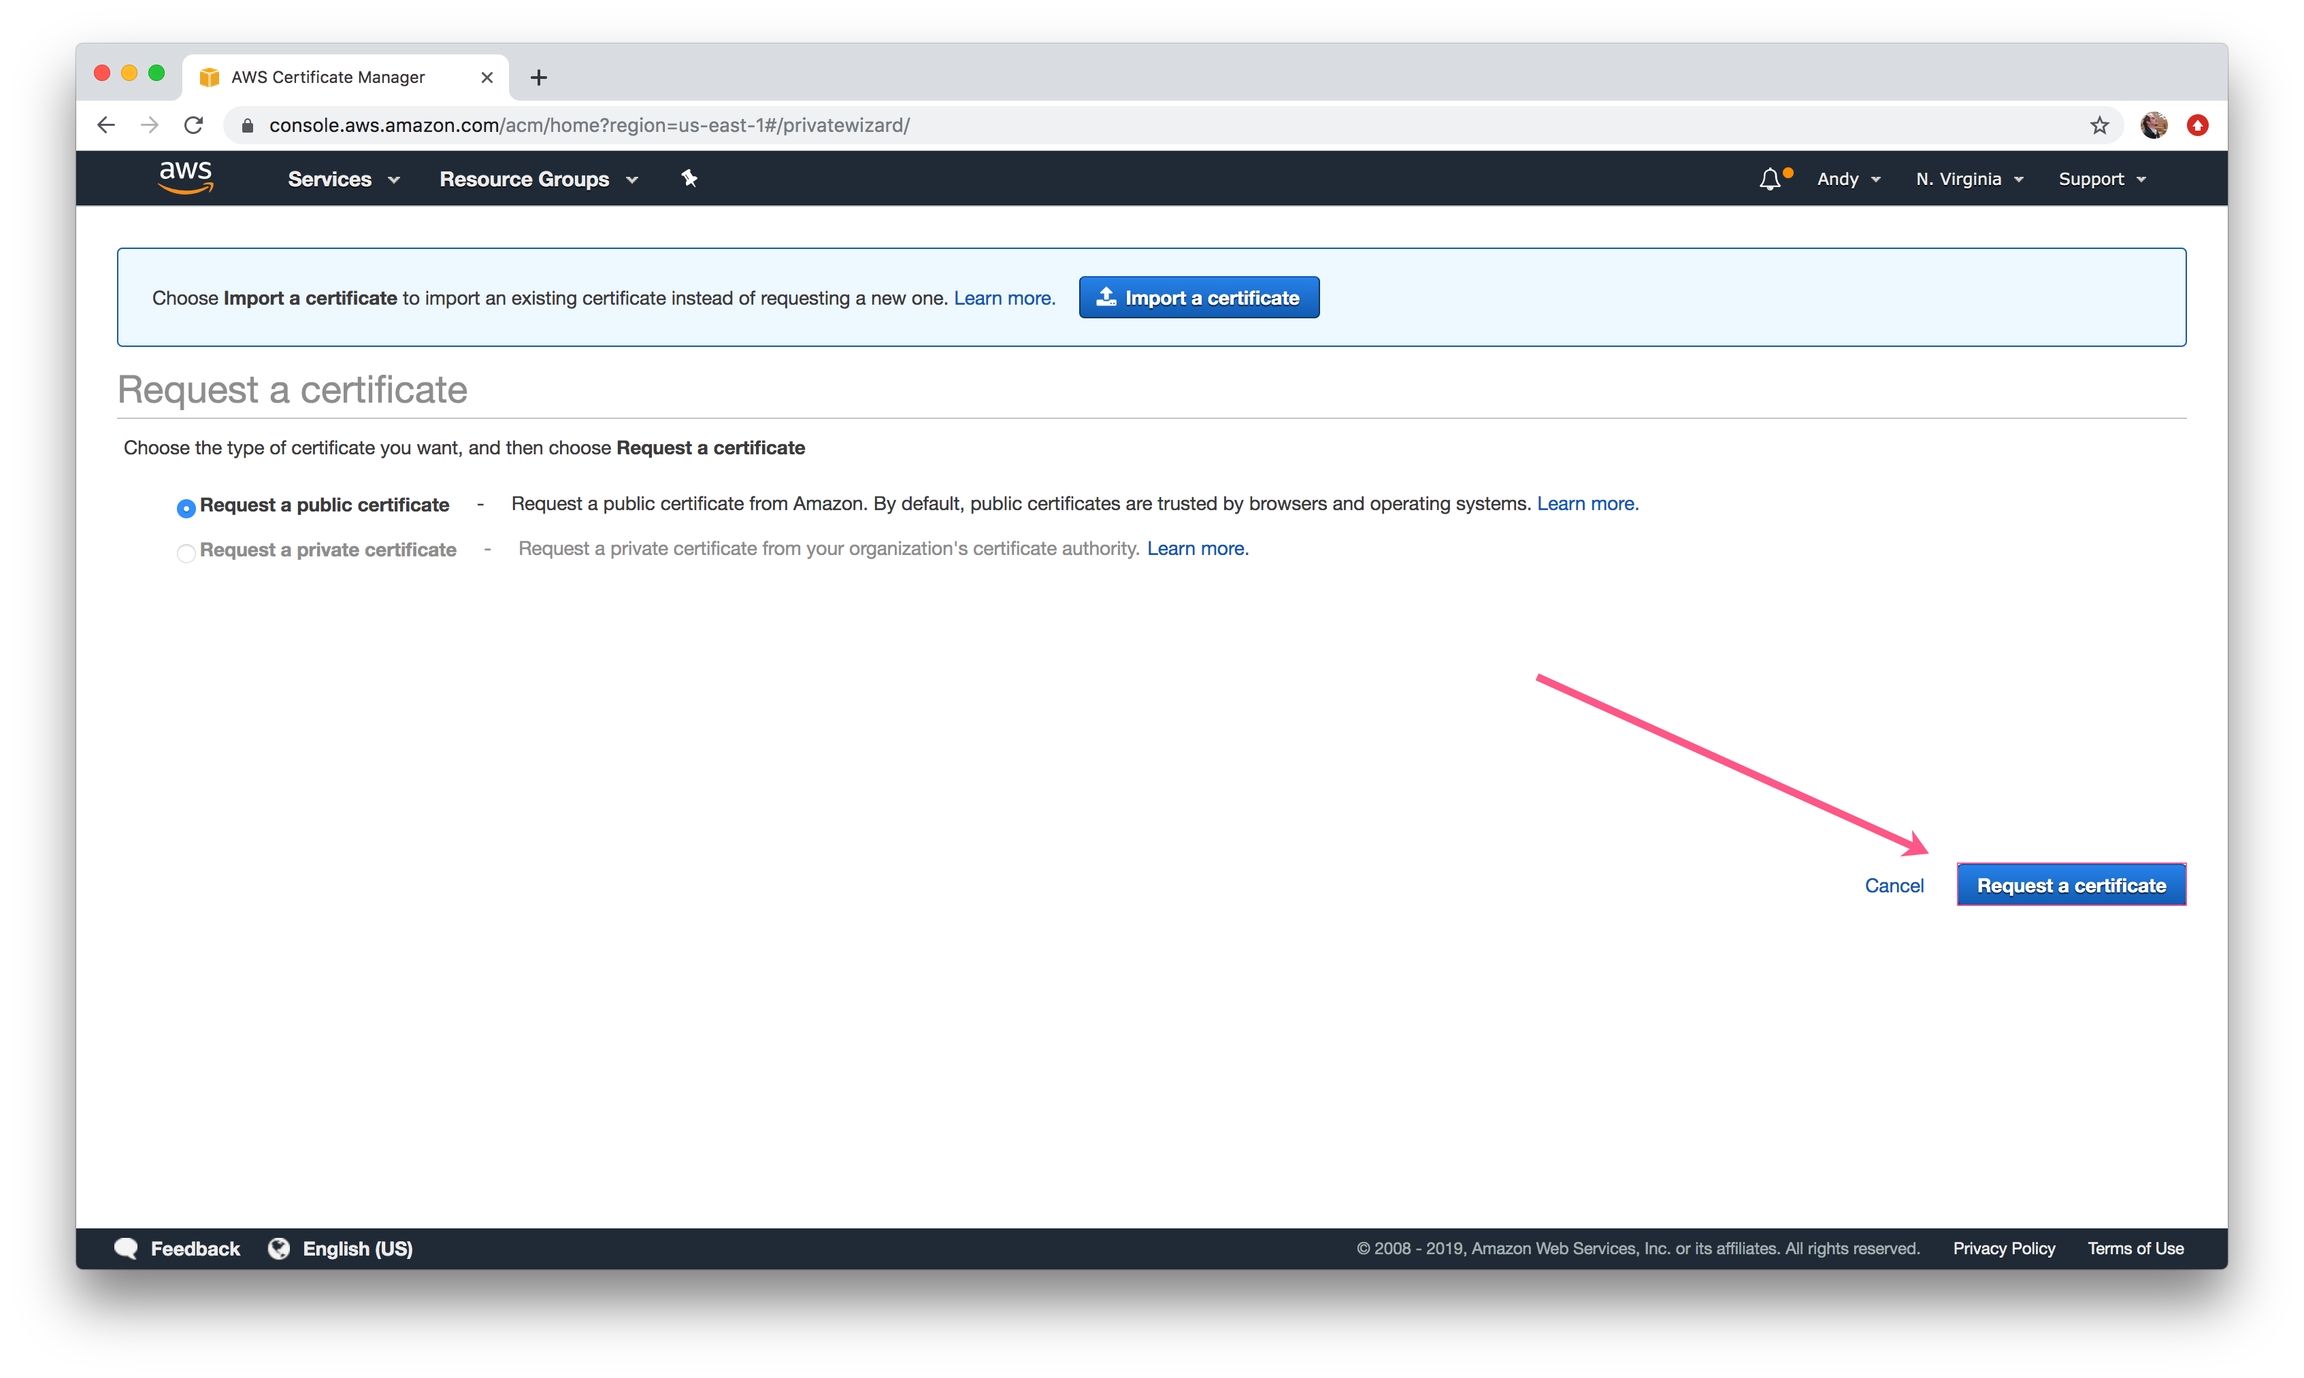 AWS Certificate Manager
console.aws.amazon.com/acm/home?region=us-east-1#/privatewizard/
aws Services Resource Groups Andy N. Virginia Support
Choose Import a certificate to import an existing certificate instead of requesting a new one. Learn more. Import a certificate
Request a certificate
Choose the type of certificate you want, and then choose Request a certificate
Request a public certificate - Request a public certificate from Amazon. By default, public certificates are trusted by browsers and operating systems. Learn more.
Request a private certificate - Request a private certificate from your organization's certificate authority. Learn more.
Cancel Request a certificate
Feedback English (US) © 2008 - 2019, Amazon Web Services, Inc. or its affiliates. All rights reserved. Privacy Policy Terms of Use